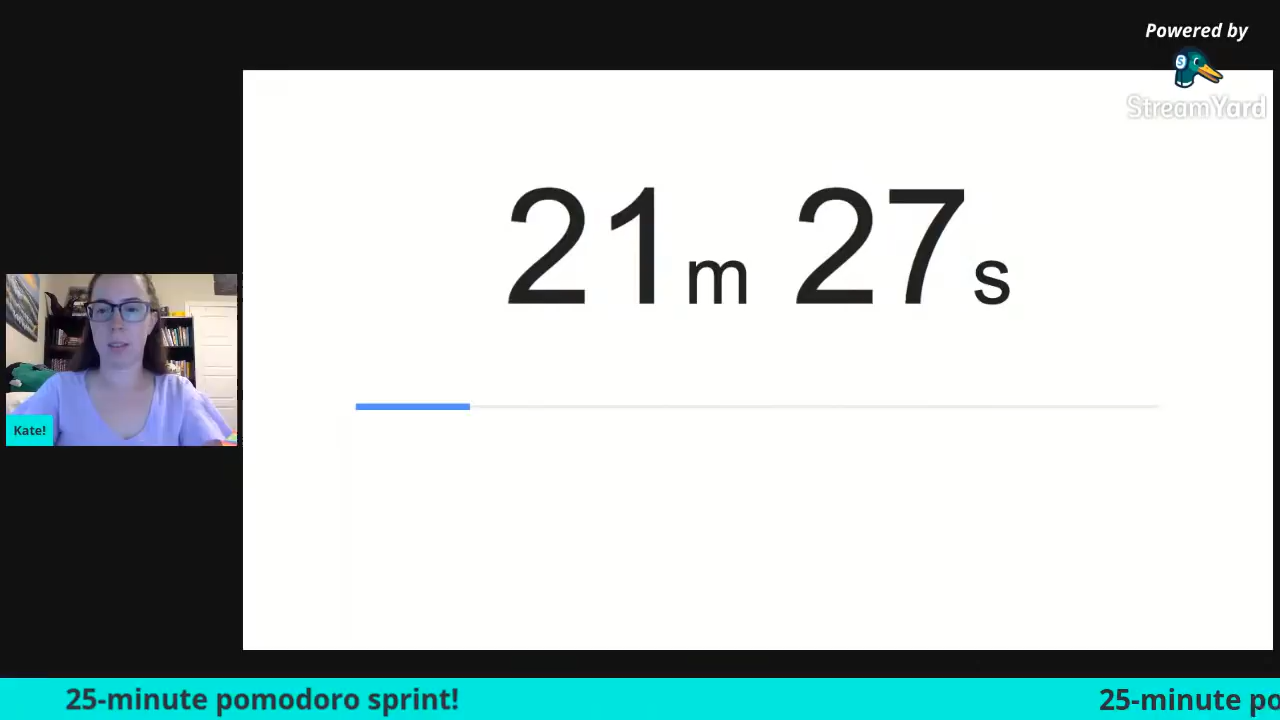 Powered by
StreamYard
21m 27s
Kate!
25-minute pomodoro sprint!
25-minute po